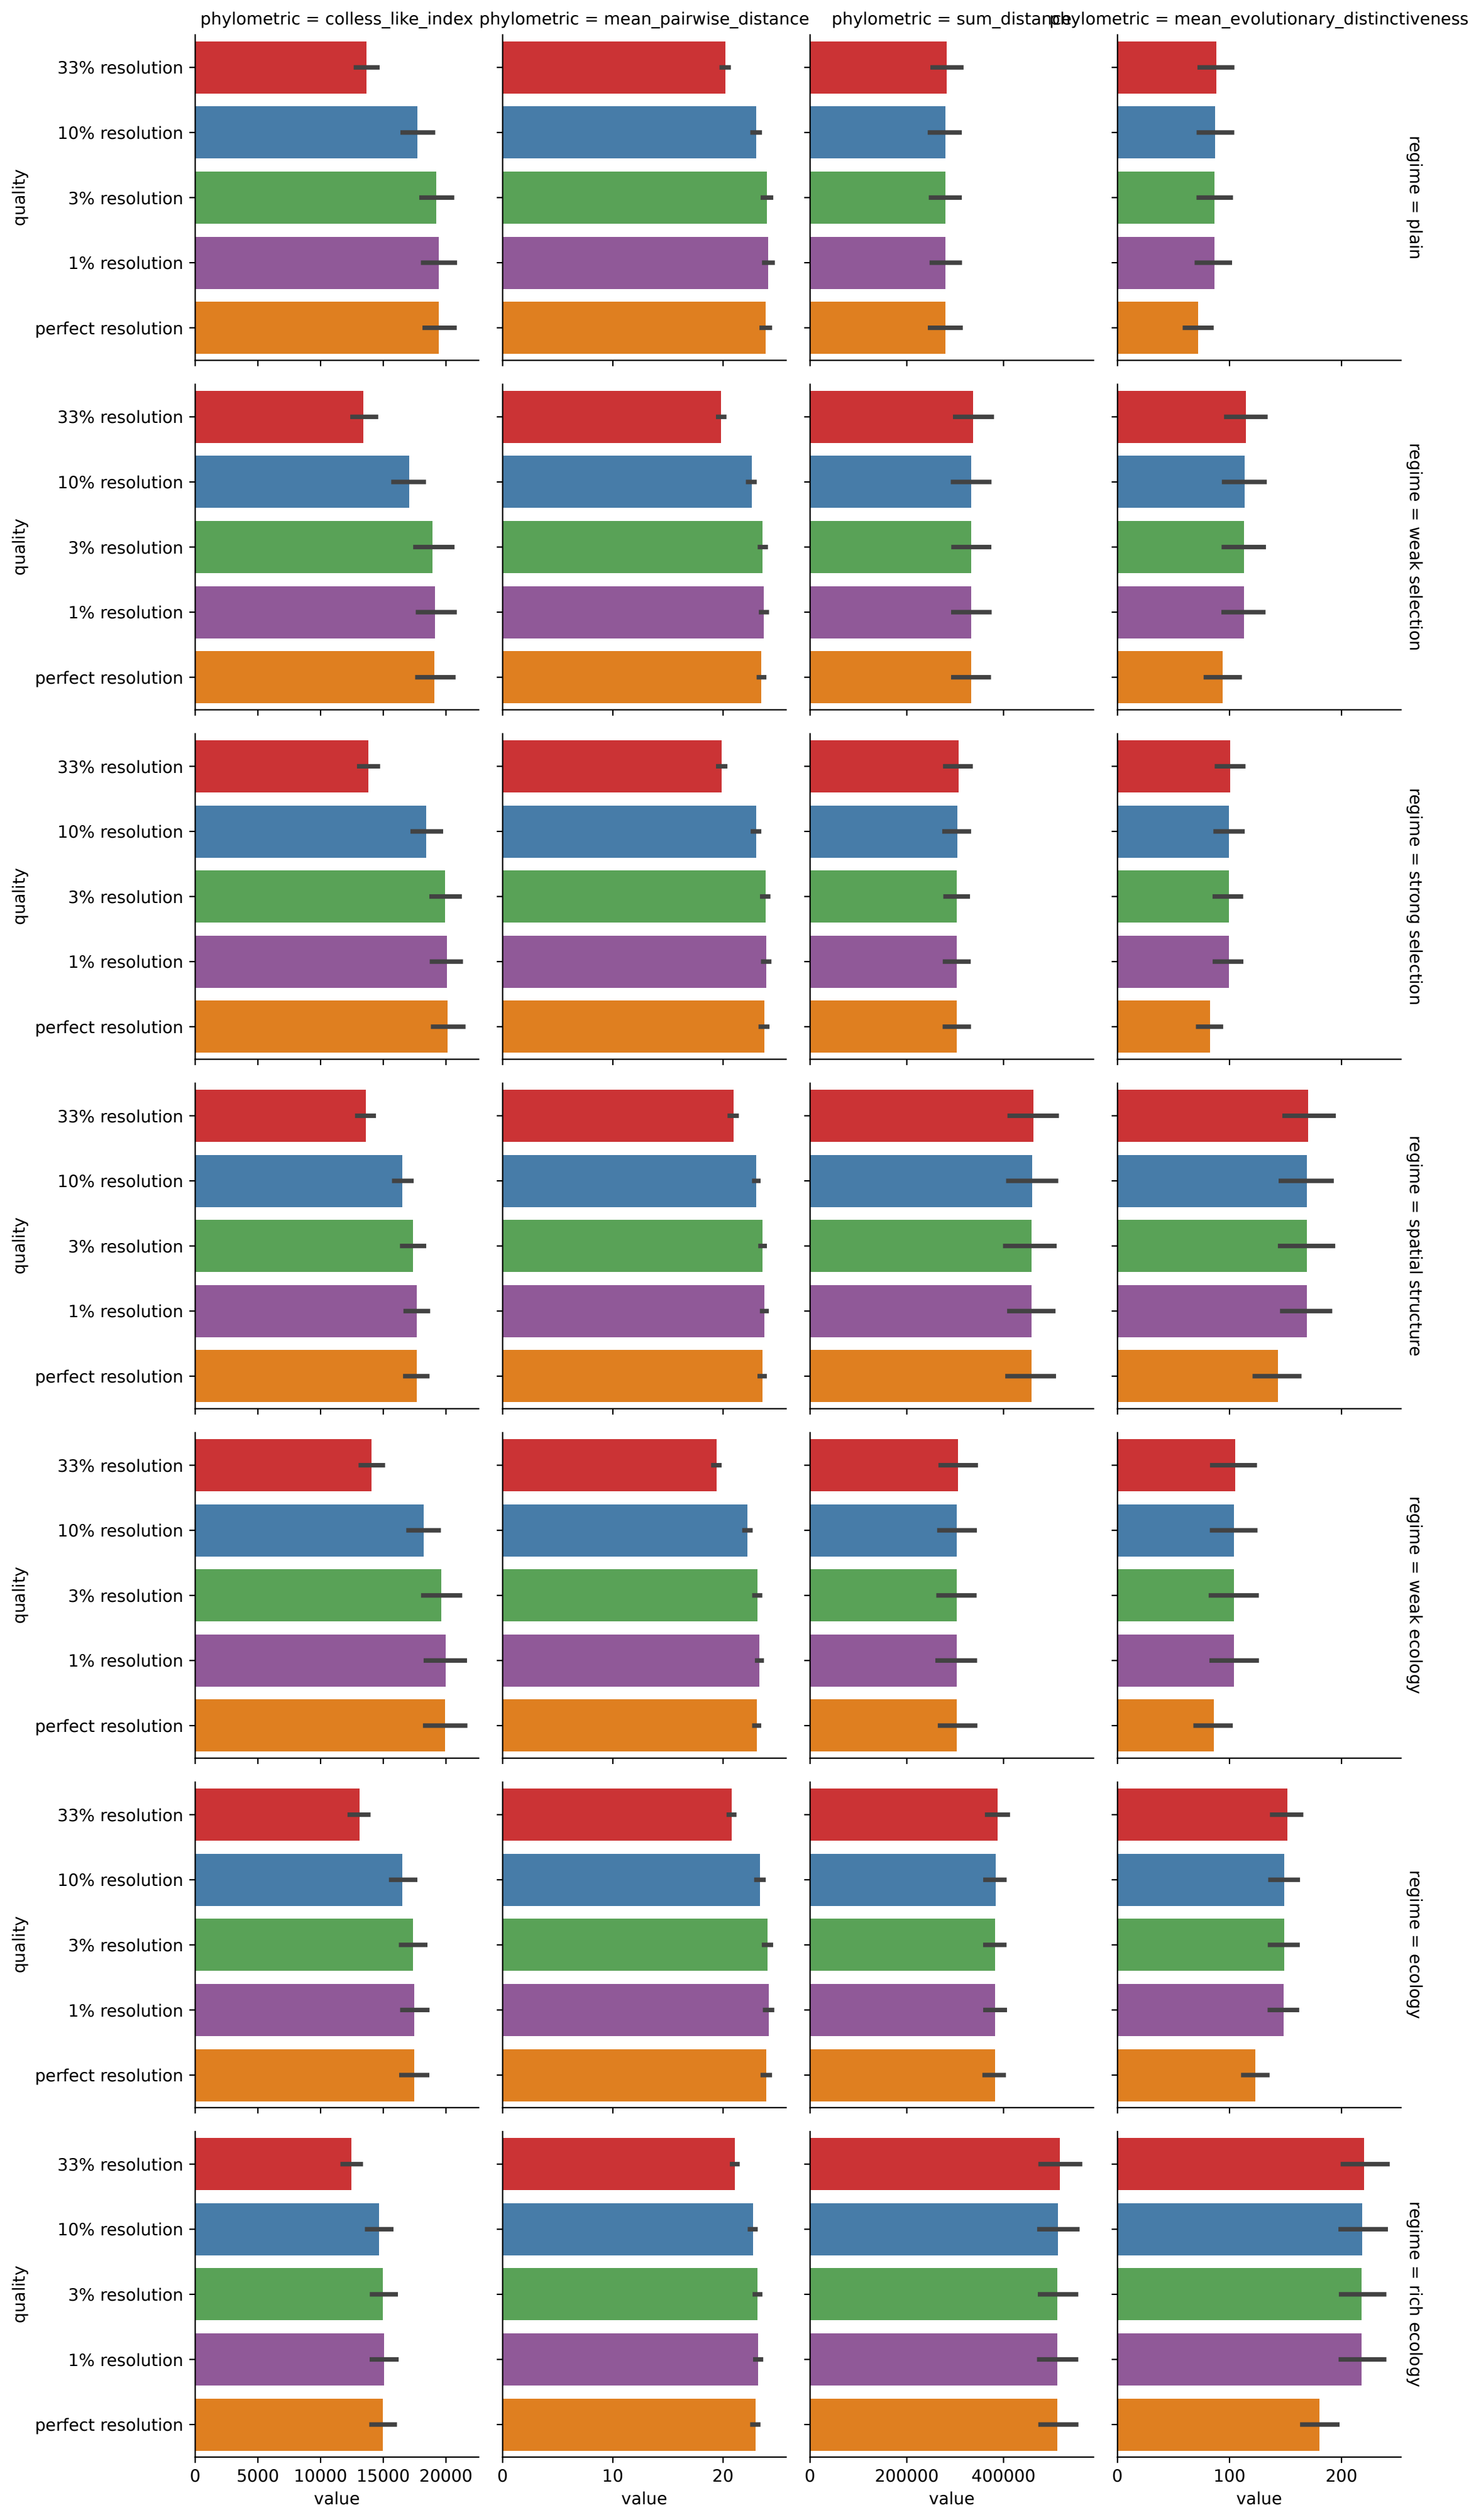 phylometric = colless_like_index
phylometric = mean_pairwise_distance
phylometric = sum_distance
phylometric = mean_evolutionary_distinctiveness
33% resolution
10% resolution
3% resolution
1% resolution
perfect resolution
quality
regime = plain
33% resolution
10% resolution
3% resolution
1% resolution
perfect resolution
quality
regime = weak selection
33% resolution
10% resolution
3% resolution
1% resolution
perfect resolution
quality
regime = strong selection
33% resolution
10% resolution
3% resolution
1% resolution
perfect resolution
quality
regime = spatial structure
33% resolution
10% resolution
3% resolution
1% resolution
perfect resolution
quality
regime = weak ecology
33% resolution
10% resolution
3% resolution
1% resolution
perfect resolution
quality
regime = ecology
33% resolution
10% resolution
3% resolution
1% resolution
perfect resolution
quality
regime = rich ecology
0 5000 10000 15000 20000
value
0 10 20
value
0 200000 400000
value
0 100 200
value